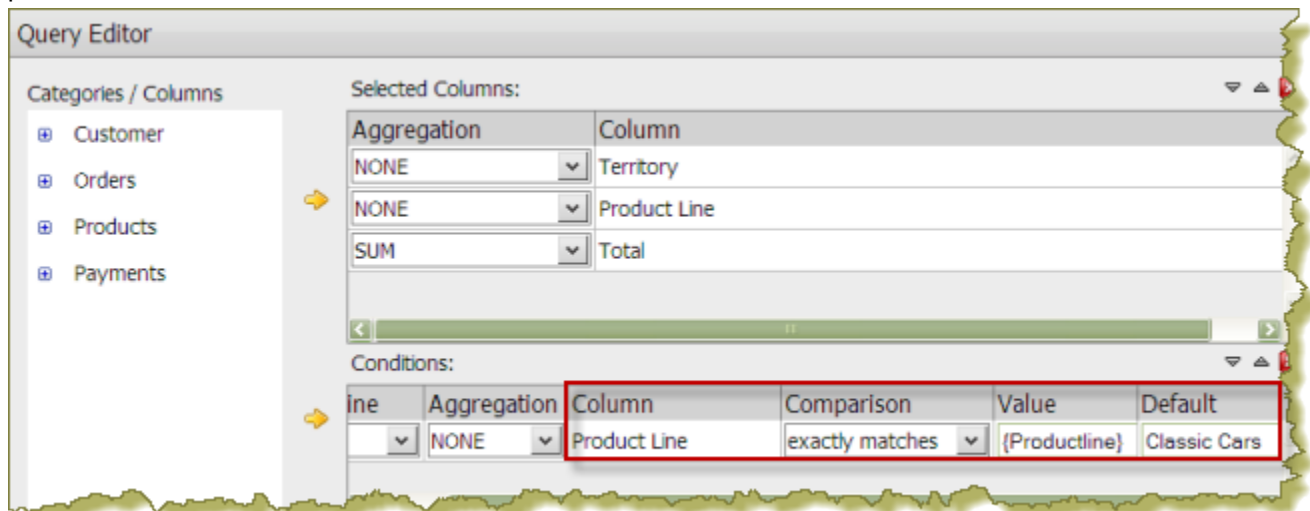 Query Editor
Categories / Columns
Customer
Orders
Products
Payments
Selected Columns:
Aggregation Column
NONE Territory
NONE Product Line
SUM Total
Conditions:
ine Aggregation Column Comparison Value Default
NONE Product Line exactly matches {Productline} Classic Cars